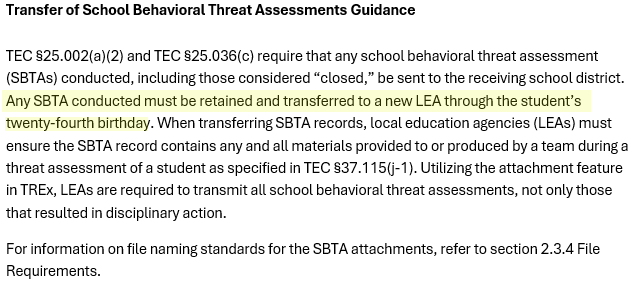 Transfer of School Behavioral Threat Assessments Guidance
TEC §25.002(a)(2) and TEC §25.036(c) require that any school behavioral threat assessment
(SBTAs) conducted, including those considered “closed,” be sent to the receiving school district.
Any SBTA conducted must be retained and transferred to a new LEA through the student’s
twenty-fourth birthday. When transferring SBTA records, local education agencies (LEAs) must
ensure the SBTA record contains any and all materials provided to or produced by a team during a
threat assessment of a student as specified in TEC §37.115(j-1). Utilizing the attachment feature
in TREx, LEAs are required to transmit all school behavioral threat assessments, not only those
that resulted in disciplinary action.
For information on file naming standards for the SBTA attachments, refer to section 2.3.4 File
Requirements.